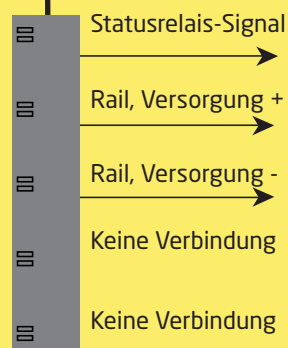 Statusrelais-Signal
Rail, Versorgung +
Rail, Versorgung -
Keine Verbindung
Keine Verbindung